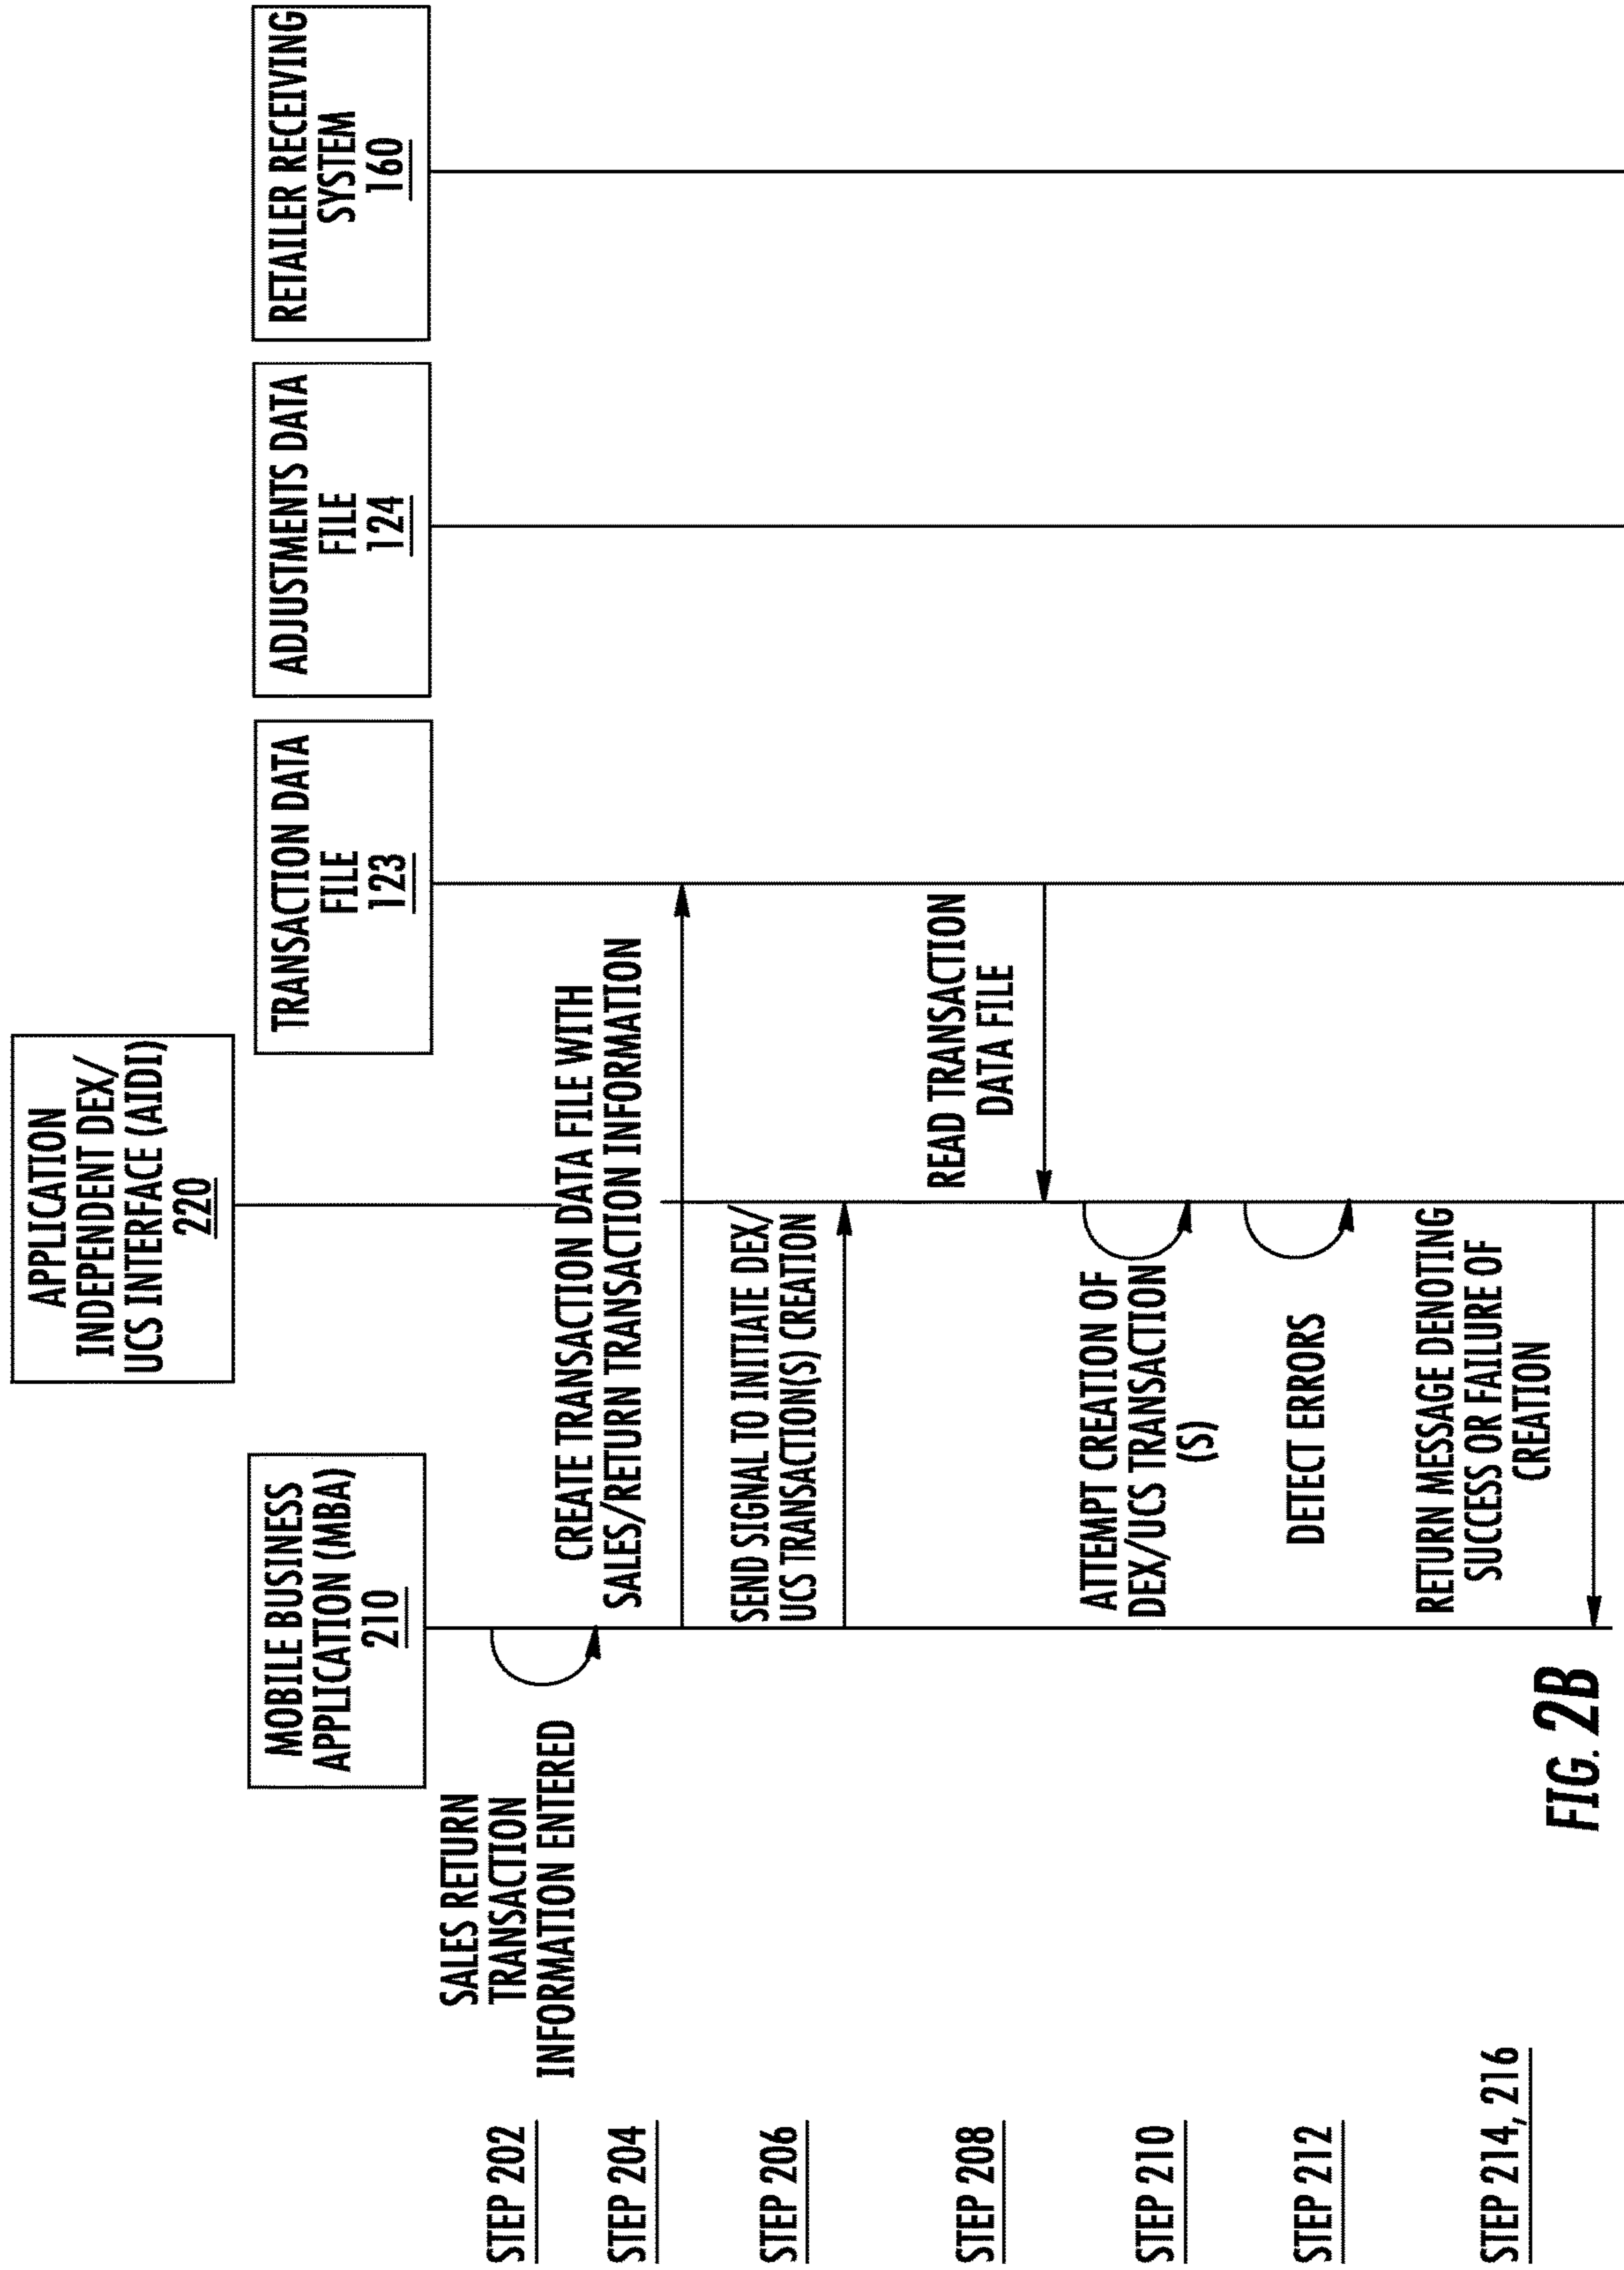 APPLICATION
INDEPENDENT DEX/
UCS INTERFACE (AIDI)
220
MOBILE BUSINESS
APPLICATION (MBA)
210
TRANSACTION DATA
FILE
123
ADJUSTMENTS DATA
FILE
124
RETAILER RECEIVING
SYSTEM
160
STEP 202
SALES RETURN
TRANSACTION
INFORMATION ENTERED
STEP 204
CREATE TRANSACTION DATA FILE WITH
SALES/RETURN TRANSACTION INFORMATION
STEP 206
SEND SIGNAL TO INITIATE DEX/
UCS TRANSACTION(S) CREATION
STEP 208
READ TRANSACTION
DATA FILE
STEP 210
ATTEMPT CREATION OF
DEX/UCS TRANSACTION
(S)
STEP 212
DETECT ERRORS
STEP 214, 216
RETURN MESSAGE DENOTING
SUCCESS OR FAILURE OF
CREATION
FIG. 2B